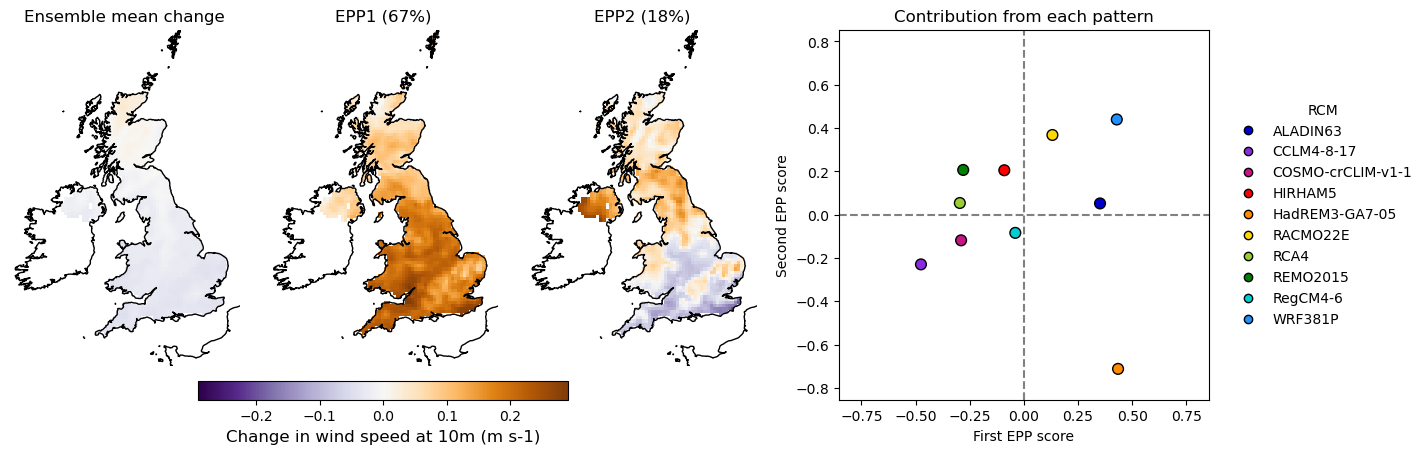 Ensemble mean change
EPP1 (67%)
EPP2 (18%)
Contribution from each pattern
−0.2
−0.1
0.0
0.1
0.2
Change in wind speed at 10m (m s-1)
Second EPP score
0.8
0.6
0.4
0.2
0.0
−0.2
−0.4
−0.6
−0.8
−0.75
−0.50
−0.25
0.00
0.25
0.50
0.75
First EPP score
RCM
ALADIN63
CCLM4-8-17
COSMO-crCLIM-v1-1
HIRHAM5
HadREM3-GA7-05
RACMO22E
RCA4
REMO2015
RegCM4-6
WRF381P